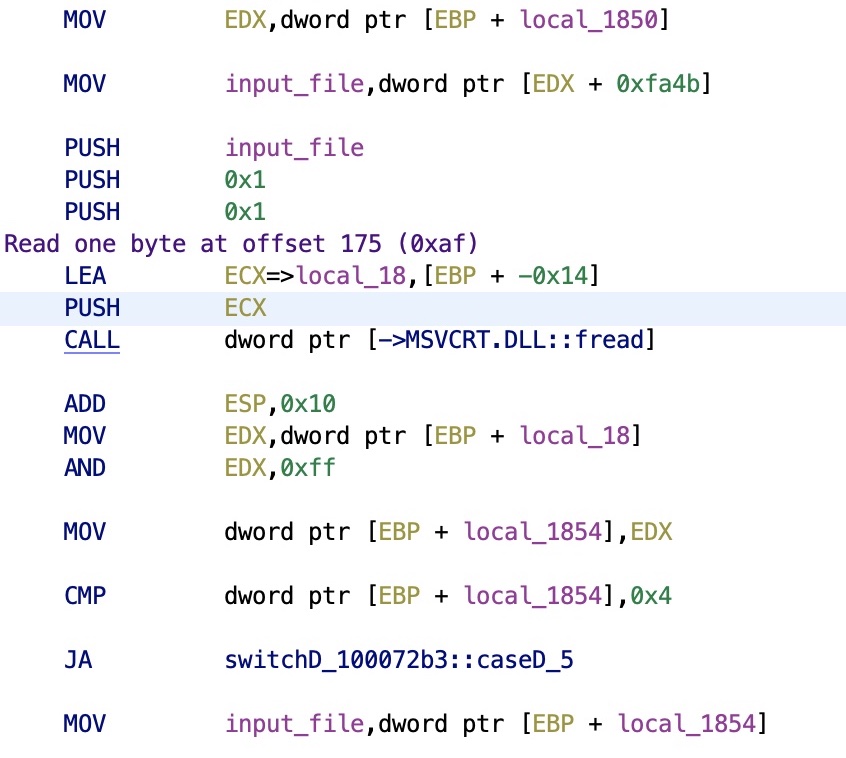 MOV EDX,dword ptr [EBP + local_1850]
MOV input_file,dword ptr [EDX + 0xfa4b]
PUSH input_file
PUSH 0x1
PUSH 0x1
Read one byte at offset 175 (0xaf)
LEA ECX=>local_18,[EBP + -0x14]
PUSH ECX
CALL dword ptr [->MSVCRT.DLL::fread]
ADD ESP,0x10
MOV EDX,dword ptr [EBP + local_18]
AND EDX,0xff
MOV dword ptr [EBP + local_1854],EDX
CMP dword ptr [EBP + local_1854],0x4
JA switchD_100072b3::caseD_5
MOV input_file,dword ptr [EBP + local_1854]